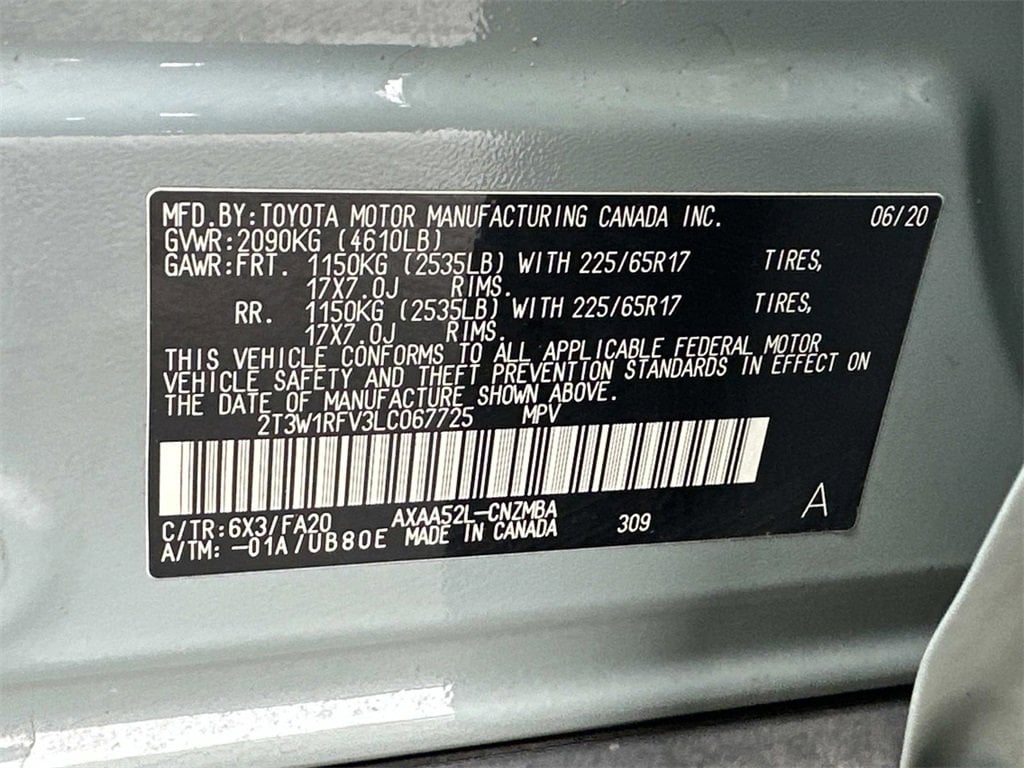 MFD.BY:TOYOTA MOTOR MANUFACTURING CANADA INC. 06/20
GVWR:2090KG (4610LB)
GAWR:FRT. 1150KG (2535LB) WITH 225/65R17 TIRES,
17X7.0J RIMS.
RR. 1150KG (2535LB) WITH 225/65R17 TIRES,
17X7.0J RIMS.
THIS VEHICLE CONFORMS TO ALL APPLICABLE FEDERAL MOTOR
VEHICLE SAFETY AND THEFT PREVENTION STANDARDS IN EFFECT ON
THE DATE OF MANUFACTURE SHOWN ABOVE.
2T3W1RFV3LC067725 MPV
A
C/TR:6X3/FA20 AXAA52L-CNZMBA 309
A/TM: -01A/UB80E MADE IN CANADA